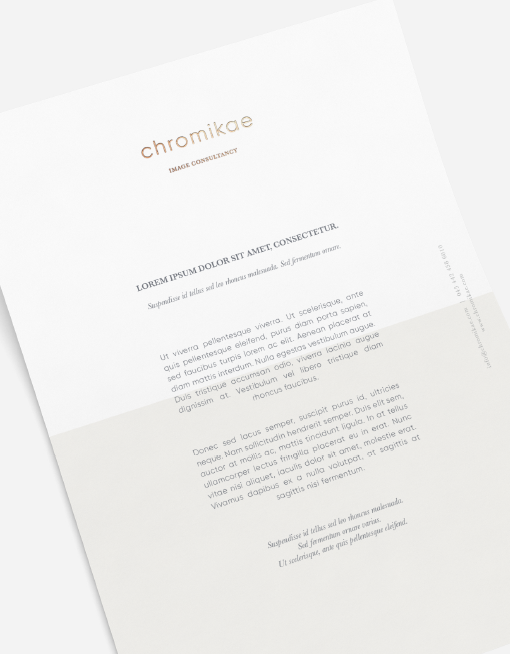 chromikae
IMAGE CONSULTANCY
LOREM IPSUM DOLOR SIT AMET, CONSECTETUR.
Suspendisse id tellus sed leo rhoncus malesuada. Sed fermentum ornare.
Ut viverra pellentesque viverra. Ut scelerisque, ante
quis pellentesque eleifend, purus diam porta sapien,
sed faucibus turpis lorem ac elit. Aenean placerat at
diam mattis interdum. Nulla egestas vestibulum augue.
Duis tristique accumsan odio, viverra lacinia augue
dignissim at. Vestibulum vel libero tristique diam
rhoncus faucibus.
Donec sed lacus semper, suscipit purus id, ultricies
neque. Nam sollicitudin hendrerit semper. Duis elit sem,
auctor at mollis ac, mattis tincidunt ligula. In at tellus
ullamcorper lectus fringilla placerat eu in erat. Nunc
vitae nisi aliquet, iaculis dolor sit amet, molestie erat.
Vivamus dapibus ex a nulla volutpat, at sagittis at
sagittis nisi fermentum.
Suspendisse id tellus sed leo rhoncus malesuada.
Sed fermentum ornare varius.
Ut scelerisque, ante quis pellentesque eleifend.